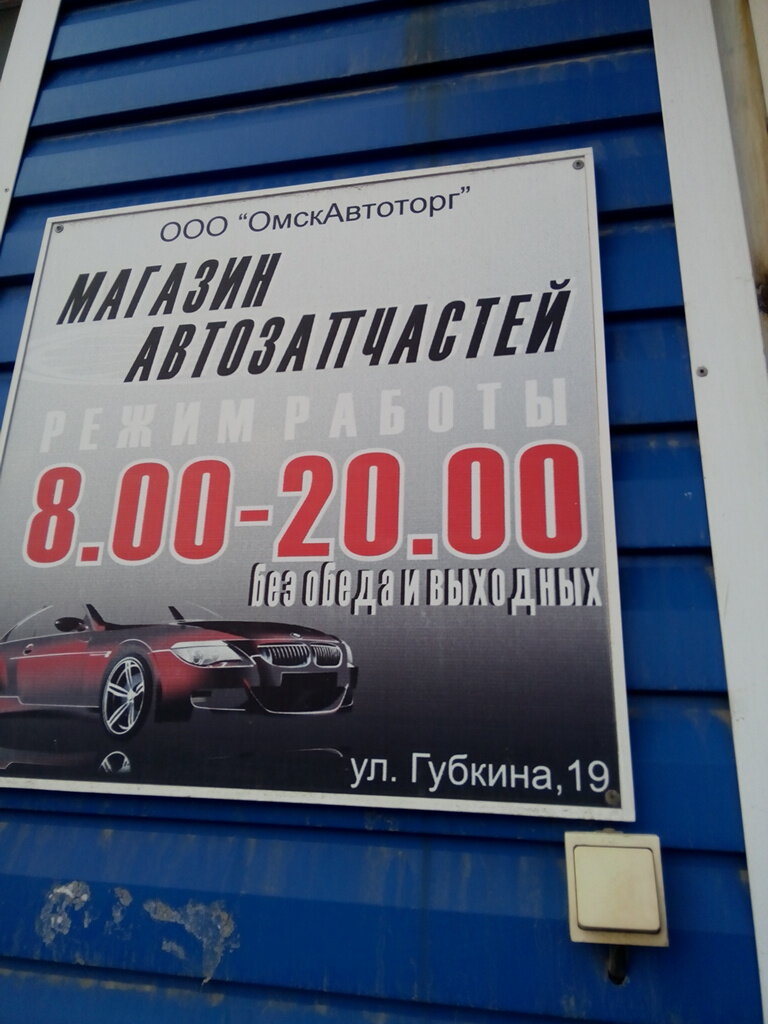 ООО “ОмскАвтоторг”
МАГАЗИН
АВТОЗАПЧАСТЕЙ
РЕЖИМ РАБОТЫ
8.00-20.00
без обеда и выходных
ул. Губкина,19